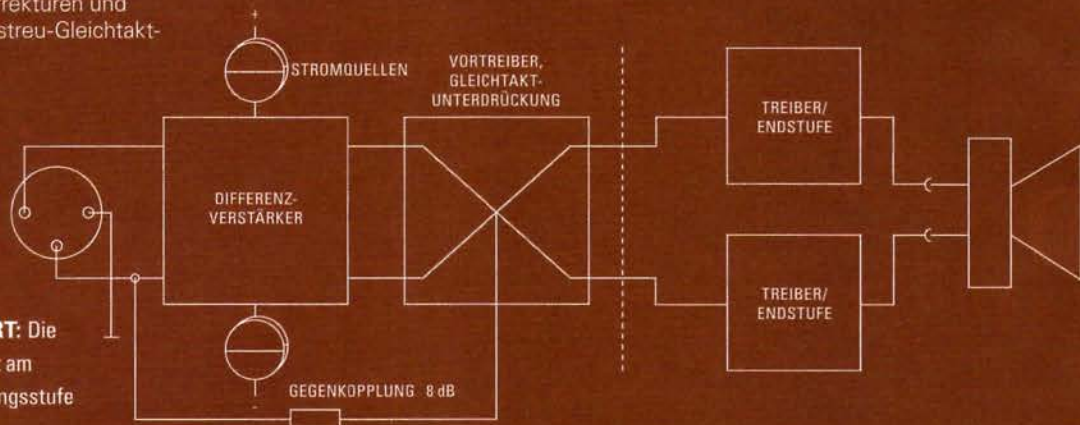 rekturen und
streu-Gleichtakt-
+
STROMQUELLEN
VORTREIBER,
GLEICHTAKT-
UNTERDRÜCKUNG
TREIBER/
ENDSTUFE
DIFFERENZ-
VERSTÄRKER
TREIBER/
ENDSTUFE
RT: Die
am
ngsstufe
-
GEGENKOPPLUNG 8 dB